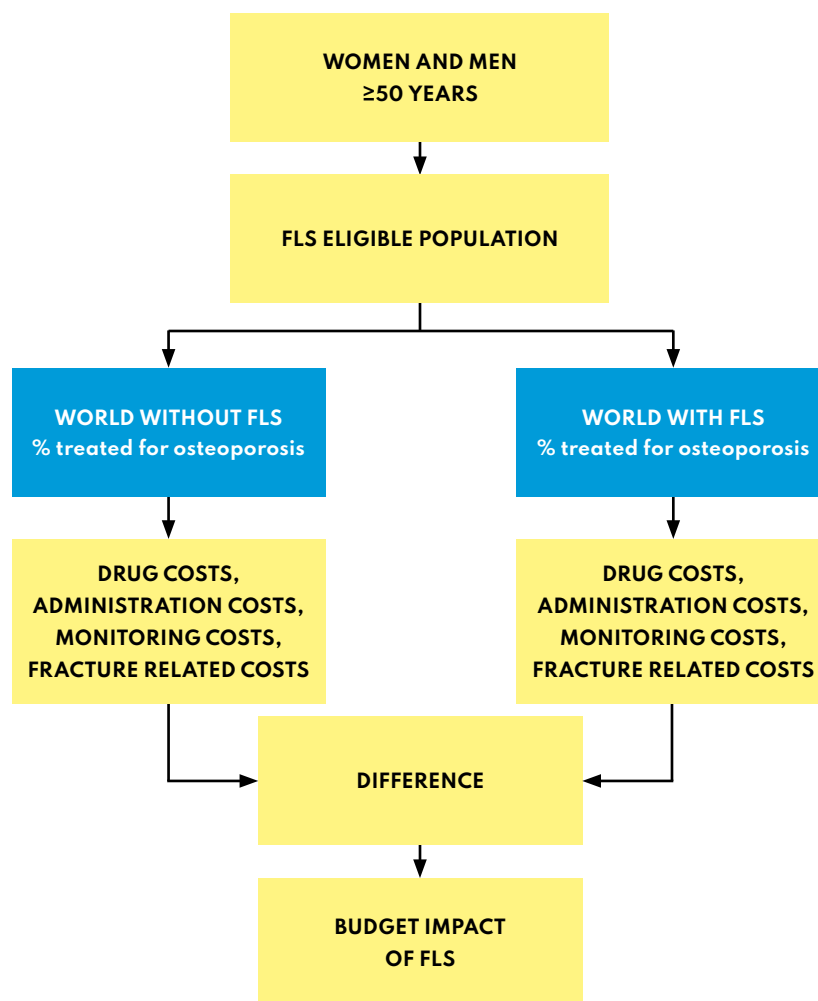 WOMEN AND MEN
≥50 YEARS
FLS ELIGIBLE POPULATION
WORLD WITHOUT FLS
% treated for osteoporosis
WORLD WITH FLS
% treated for osteoporosis
DRUG COSTS,
ADMINISTRATION COSTS,
MONITORING COSTS,
FRACTURE RELATED COSTS
DRUG COSTS,
ADMINISTRATION COSTS,
MONITORING COSTS,
FRACTURE RELATED COSTS
DIFFERENCE
BUDGET IMPACT
OF FLS